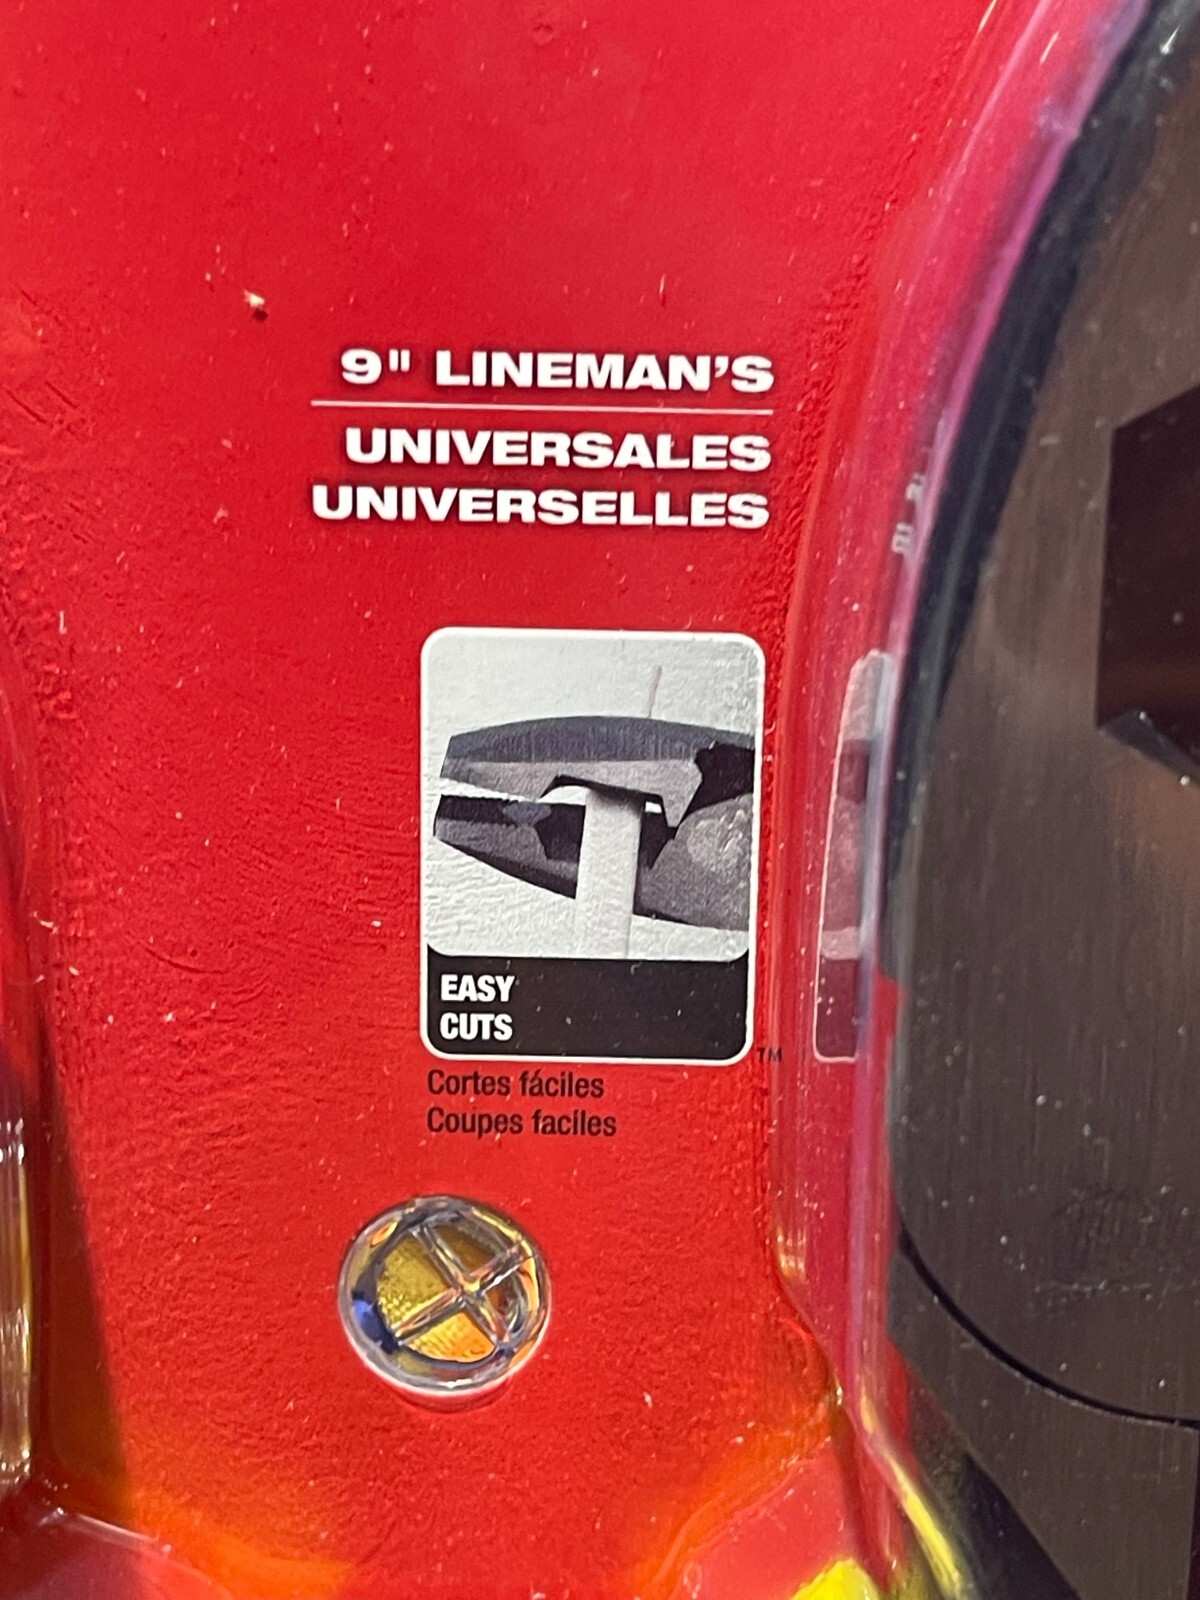 9" LINEMAN'S
UNIVERSALES
UNIVERSELLES
EASY
CUTS
TM
Cortes fáciles
Coupes faciles